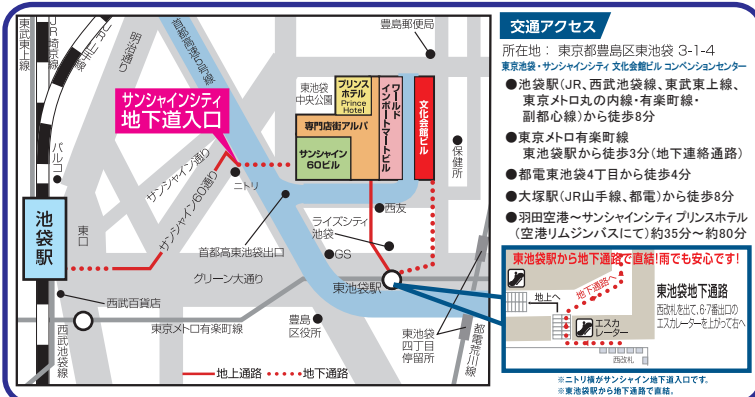 東武東上線
JR埼京線
JR山手線
明治通り
首都高速5号線
豊島郵便局
サンシャインシティ
地下道入口
東池袋
中央公園
プリンス
ホテル
Prince
Hotel
ワールド
インポートマートビル
文化会館ビル
専門店街アルパ
サンシャイン
60ビル
保健所
パルコ
サンシャイン通り
サンシャイン60通り
ニトリ
池袋駅
東口
首都高東池袋出口
西友
ライズシティ
池袋
GS
グリーン大通り
東池袋駅
西武百貨店
東京メトロ有楽町線
豊島
区役所
東池袋
四丁目
停留所
都電荒川線
西武池袋線
地上通路
地下通路
交通アクセス
所在地： 東京都豊島区東池袋 3-1-4
東京池袋・サンシャインシティ 文化会館ビル コンベンションセンター
●池袋駅(JR、西武池袋線、東武東上線、
東京メトロ丸の内線・有楽町線・
副都心線)から徒歩8分
●東京メトロ有楽町線
東池袋駅から徒歩3分(地下連絡通路)
●都電東池袋4丁目から徒歩4分
●大塚駅(JR山手線、都電)から徒歩8分
●羽田空港～サンシャインシティ プリンスホテル
(空港リムジンバスにて)約35分～約80分
東池袋駅から地下通路で直結!雨でも安心です!
地上へ
地下通路へ
エスカ
レーター
西改札
東池袋地下通路
西改札を出て、6・7番出口の
エスカレーターを上がって右へ
※ニトリ横がサンシャイン地下道入口です。
※東池袋駅から地下通路で直結。